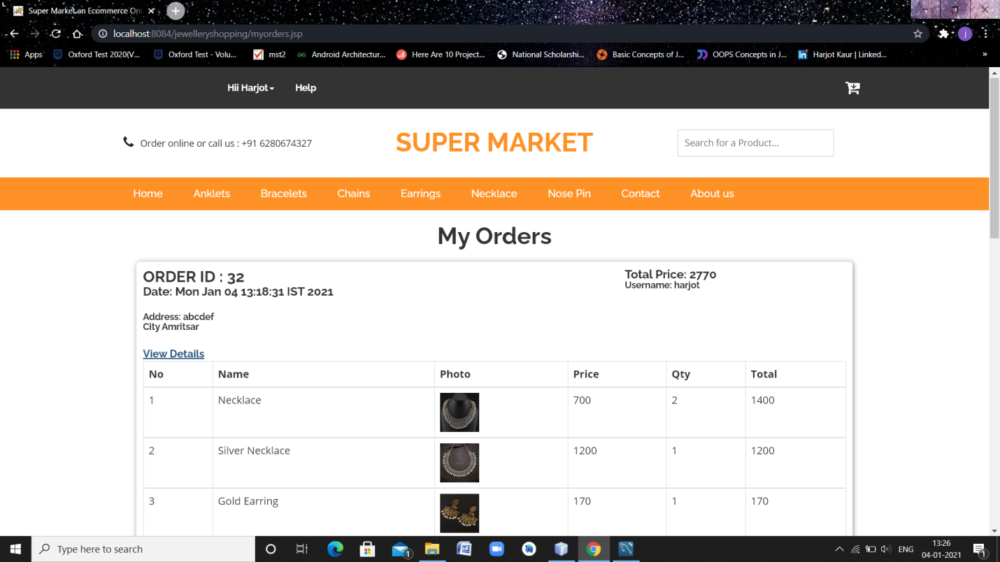 Super Market an Ecommerce On
localhost:8084/jewelleryshopping/myorders.jsp
j
Apps Oxford Test 2020(V... Oxford Test - Volu... mst2 Android Architectur... Here Are 10 Project... National Scholarshi... Basic Concepts of J... OOPS Concepts in J... Harjot Kaur | Linked... »
Hii Harjot Help
Order online or call us : +91 6280674327
SUPER MARKET
Search for a Product...
Home Anklets Bracelets Chains Earrings Necklace Nose Pin Contact About us
My Orders
ORDER ID : 32
Total Price: 2770
Date: Mon Jan 04 13:18:31 IST 2021
Username: harjot
Address: abcdef
City Amritsar
View Details
No Name Photo Price Qty Total
1 Necklace 700 2 1400
2 Silver Necklace 1200 1 1200
3 Gold Earring 170 1 170
Type here to search
1
ENG
13:26
04-01-2021
1